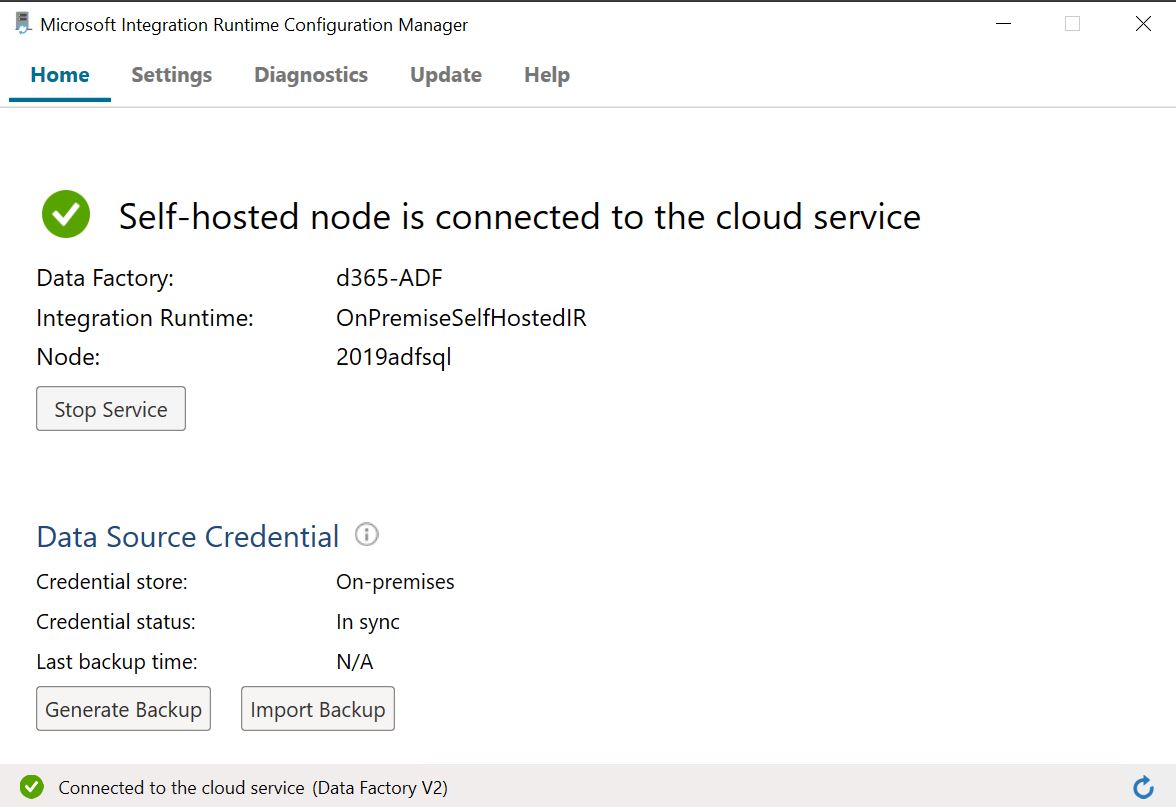 Microsoft Integration Runtime Configuration Manager
Home Settings Diagnostics Update Help
Self-hosted node is connected to the cloud service
Data Factory: d365-ADF
Integration Runtime: OnPremiseSelfHostedIR
Node: 2019adfsql
Stop Service
Data Source Credential
Credential store: On-premises
Credential status: In sync
Last backup time: N/A
Generate Backup Import Backup
Connected to the cloud service (Data Factory V2)